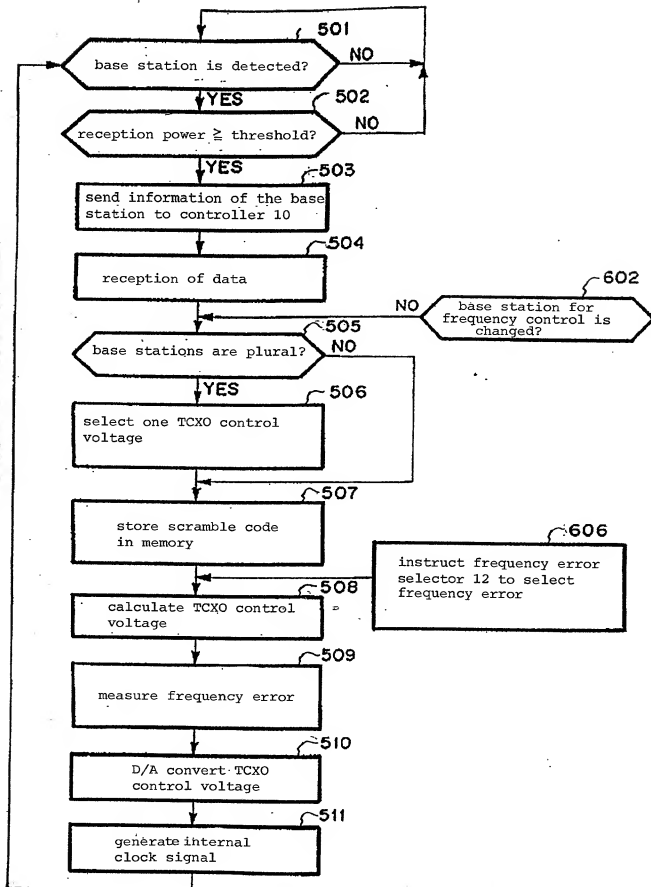 501
base station is detected?
NO
YES
502
reception power ≧ threshold?
NO
YES
503
send information of the base
station to controller 10
504
reception of data
602
base station for
frequency control is
changed?
NO
505
base stations are plural?
NO
YES
506
select one TCXO control
voltage
507
store scramble code
in memory
606
instruct frequency error
selector 12 to select
frequency error
508
calculate TCXO control
voltage
509
measure frequency error
510
D/A convert TCXO
control voltage
511
generate internal
clock signal